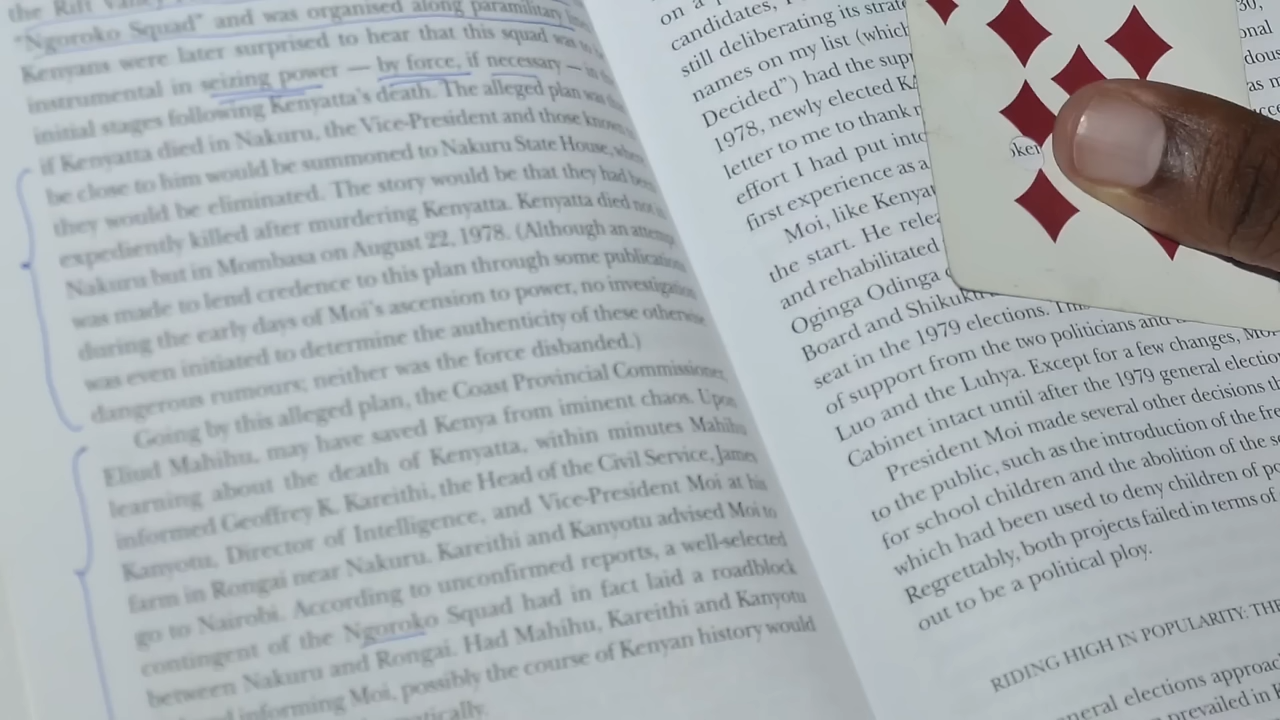 the Rift Valley
"Ngoroko Squad" and was organised along paramilitary
Kenyans were later surprised to hear that this squad was to
instrumental in seizing power — by force, if necessary — in the
initial stages following Kenyatta's death. The alleged plan was
if Kenyatta died in Nakuru, the Vice-President and those known
be close to him would be summoned to Nakuru State House, where
they would be eliminated. The story would be that they had been
expediently killed after murdering Kenyatta. Kenyatta died not in
Nakuru but in Mombasa on August 22, 1978. (Although an attempt
was made to lend credence to this plan through some publications
during the early days of Moi's ascension to power, no investigation
was even initiated to determine the authenticity of these otherwise
dangerous rumours; neither was the force disbanded.)
Going by this alleged plan, the Coast Provincial Commissioner,
Eliud Mahihu, may have saved Kenya from iminent chaos. Upon
learning about the death of Kenyatta, within minutes Mahihu
informed Geoffrey K. Kareithi, the Head of the Civil Service, James
Kanyotu, Director of Intelligence, and Vice-President Moi at his
farm in Rongai near Nakuru. Kareithi and Kanyotu advised Moi to
go to Nairobi. According to unconfirmed reports, a well-selected
contingent of the Ngoroko Squad had in fact laid a roadblock
between Nakuru and Rongai. Had Mahihu, Kareithi and Kanyotu
informing Moi, possibly the course of Kenyan history would
on a
candidates,
still deliberating its strate
names on my list (which
Decided") had the sup
1978, newly elected KA
letter to me to thank
effort I had put into
first experience as a
Moi, like Kenya
the start. He relea
and rehabilitated
Oginga Odinga
Board and Shikuku
seat in the 1979 elections.
of support from the two politicians and
Luo and the Luhya. Except for a few changes,
Cabinet intact until after the 1979 general election
President Moi made several other decisions th
to the public, such as the introduction of the fre
for school children and the abolition of the s
which had been used to deny children of po
Regrettably, both projects failed in terms of
out to be a political ploy.
RIDING HIGH IN POPULARITY: THE
neral elections approac
prevailed in